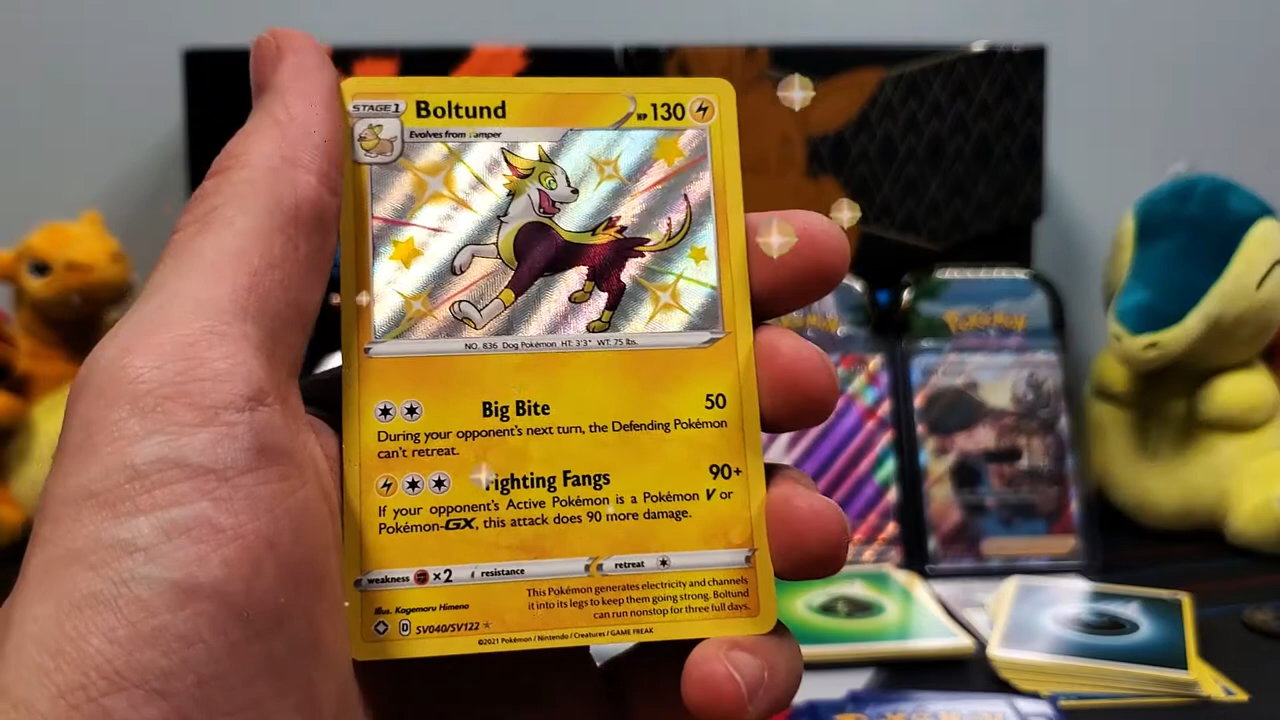 STAGE 1
Boltund
HP 130
Evolves from Yamper
NO. 836 Dog Pokémon HT: 3'3" WT: 75 lbs.
Big Bite 50
During your opponent's next turn, the Defending Pokémon
can't retreat.
Fighting Fangs 90+
If your opponent's Active Pokémon is a Pokémon V or
Pokémon-GX, this attack does 90 more damage.
weakness ×2 resistance retreat
This Pokémon generates electricity and channels
it into its legs to keep them going strong. Boltund
can run nonstop for three full days.
Illus. Kagemaru Himeno
D SV040/SV122
©2021 Pokémon / Nintendo / Creatures / GAME FREAK
POKÉMON
POKÉMON